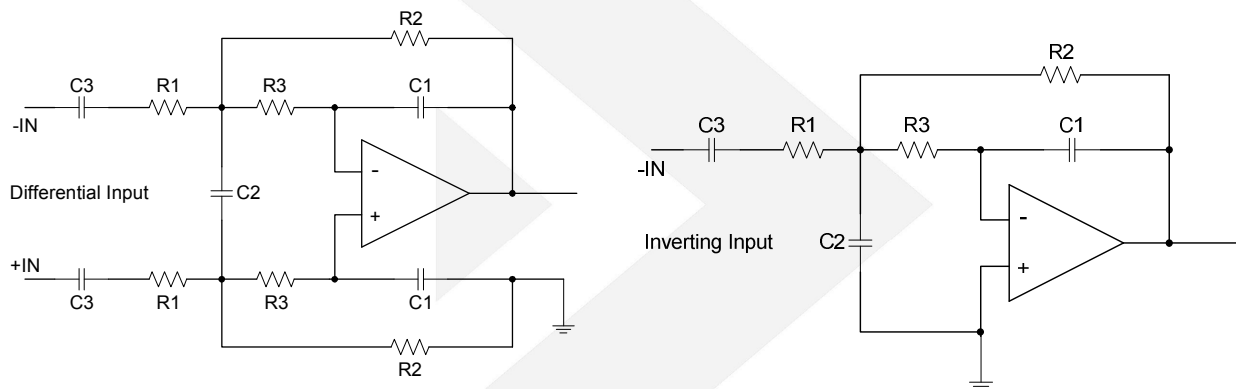 R2
C3
R1
R3
C1
-IN
-
Differential Input
C2
+
+IN
C3
R1
R3
C1
R2
R2
C3
R1
R3
C1
-IN
-
Inverting Input
C2
+